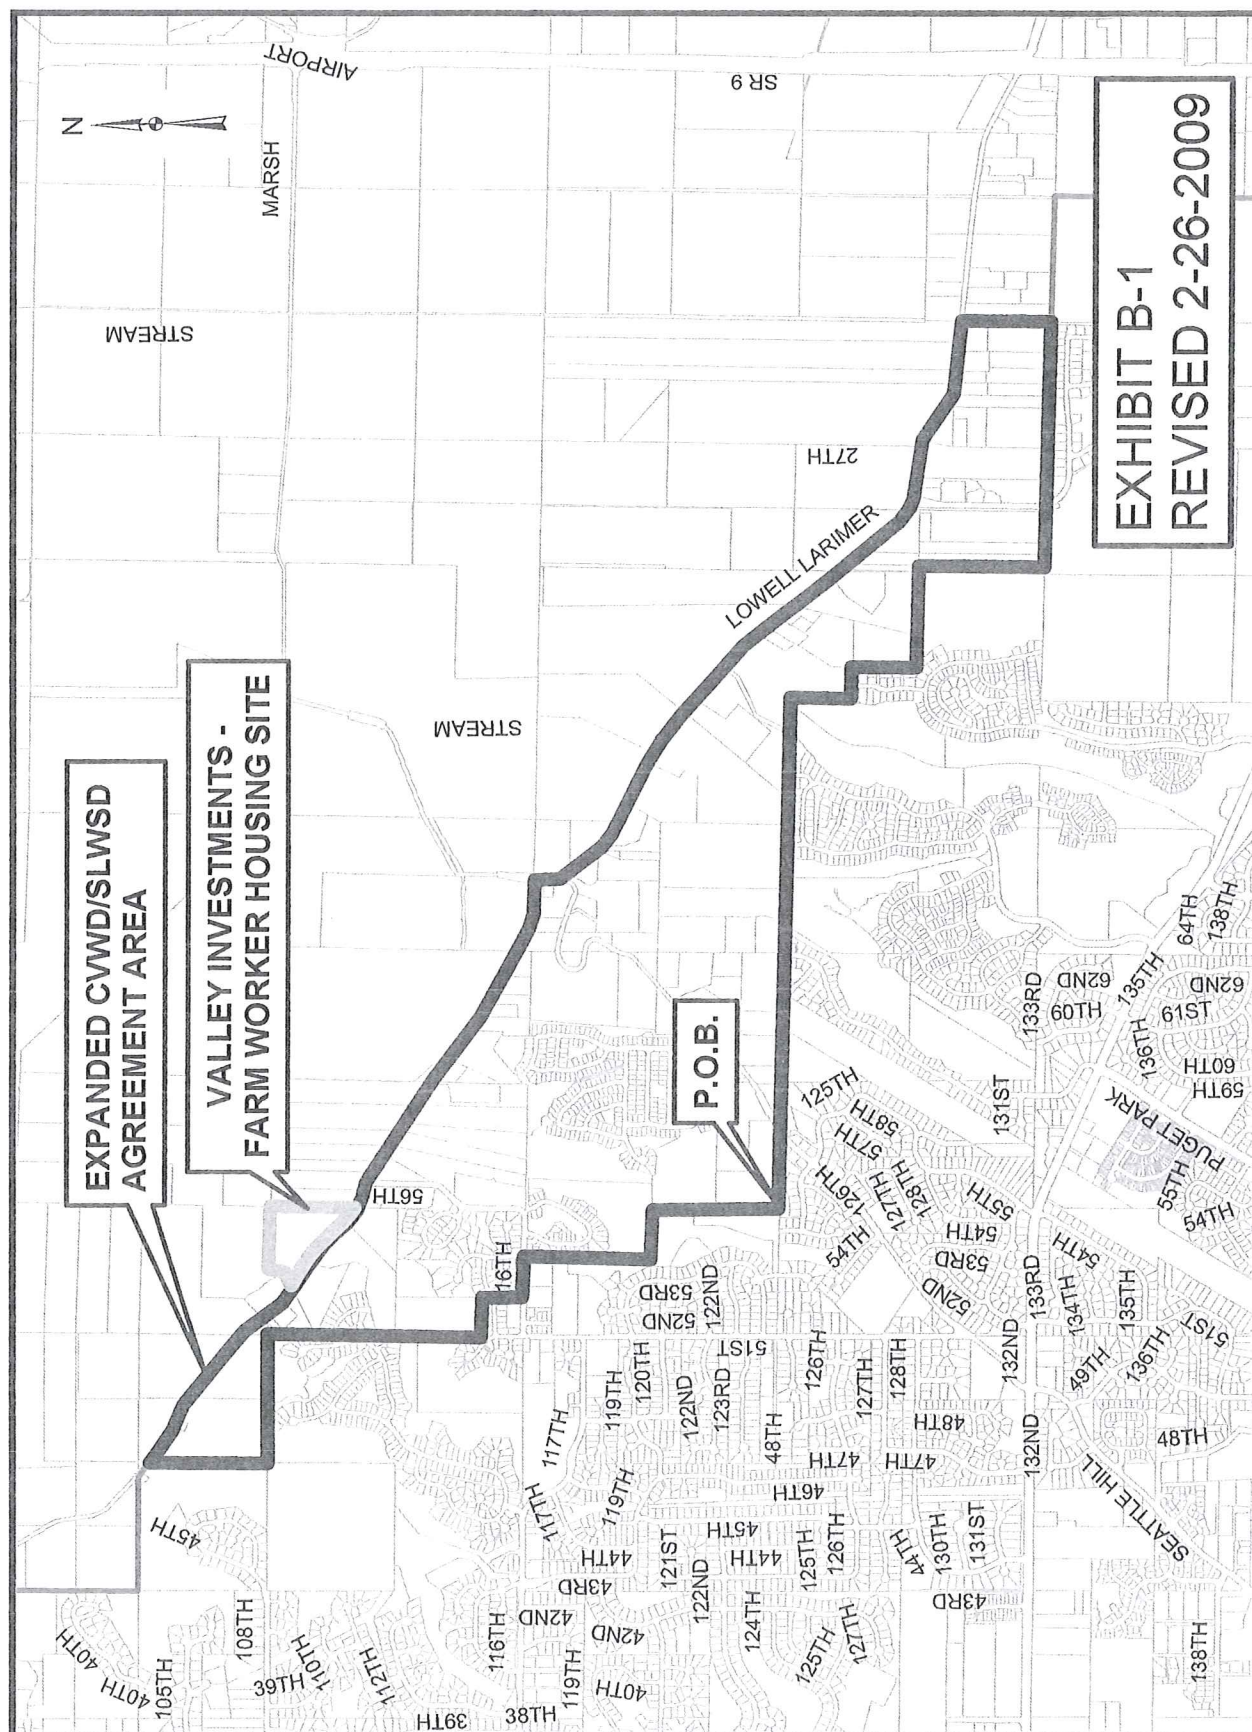 EXPANDED CVWD/SLWSD
AGREEMENT AREA
VALLEY INVESTMENTS -
FARM WORKER HOUSING SITE
P.O.B.
EXHIBIT B-1
REVISED 2-26-2009
N
AIRPORT
MARSH
SR 9
STREAM
STREAM
27TH
LOWELL LARIMER
56TH
16TH
45TH
40TH
40TH
105TH
108TH
39TH
110TH
112TH
39TH
116TH
38TH
42ND
119TH
42ND
40TH
43RD
44TH
117TH
117TH
119TH
119TH
120TH
121ST
122ND
122ND
123RD
124TH
45TH
44TH
46TH
48TH
47TH
51ST
52ND
53RD
122ND
125TH
126TH
125TH
127TH
126TH
127TH
128TH
47TH
48TH
44TH
130TH
131ST
43RD
132ND
132ND
SEATTLE HILL
138TH
48TH
49TH
136TH
51ST
135TH
134TH
133RD
54TH
52ND
53RD
54TH
55TH
54TH
126TH
127TH
128TH
57TH
58TH
125TH
131ST
133RD
PUGET PARK
55TH
54TH
59TH
60TH
61ST
136TH
135TH
60TH
62ND
62ND
64TH
138TH